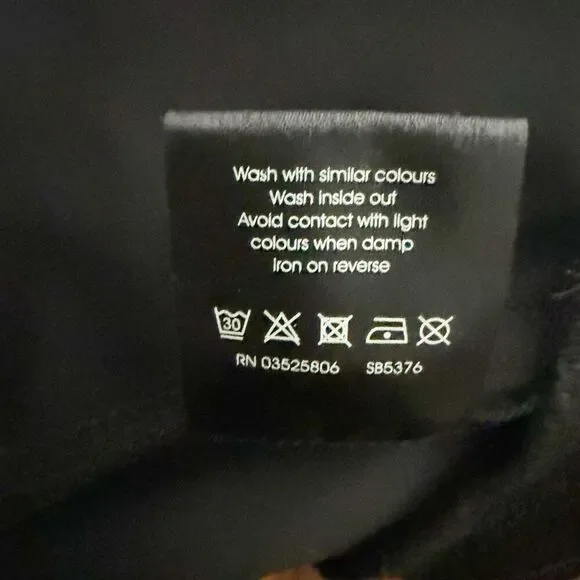 Wash with similar colours
Wash inside out
Avoid contact with light
colours when damp
Iron on reverse
30
RN 03525806 SB5376